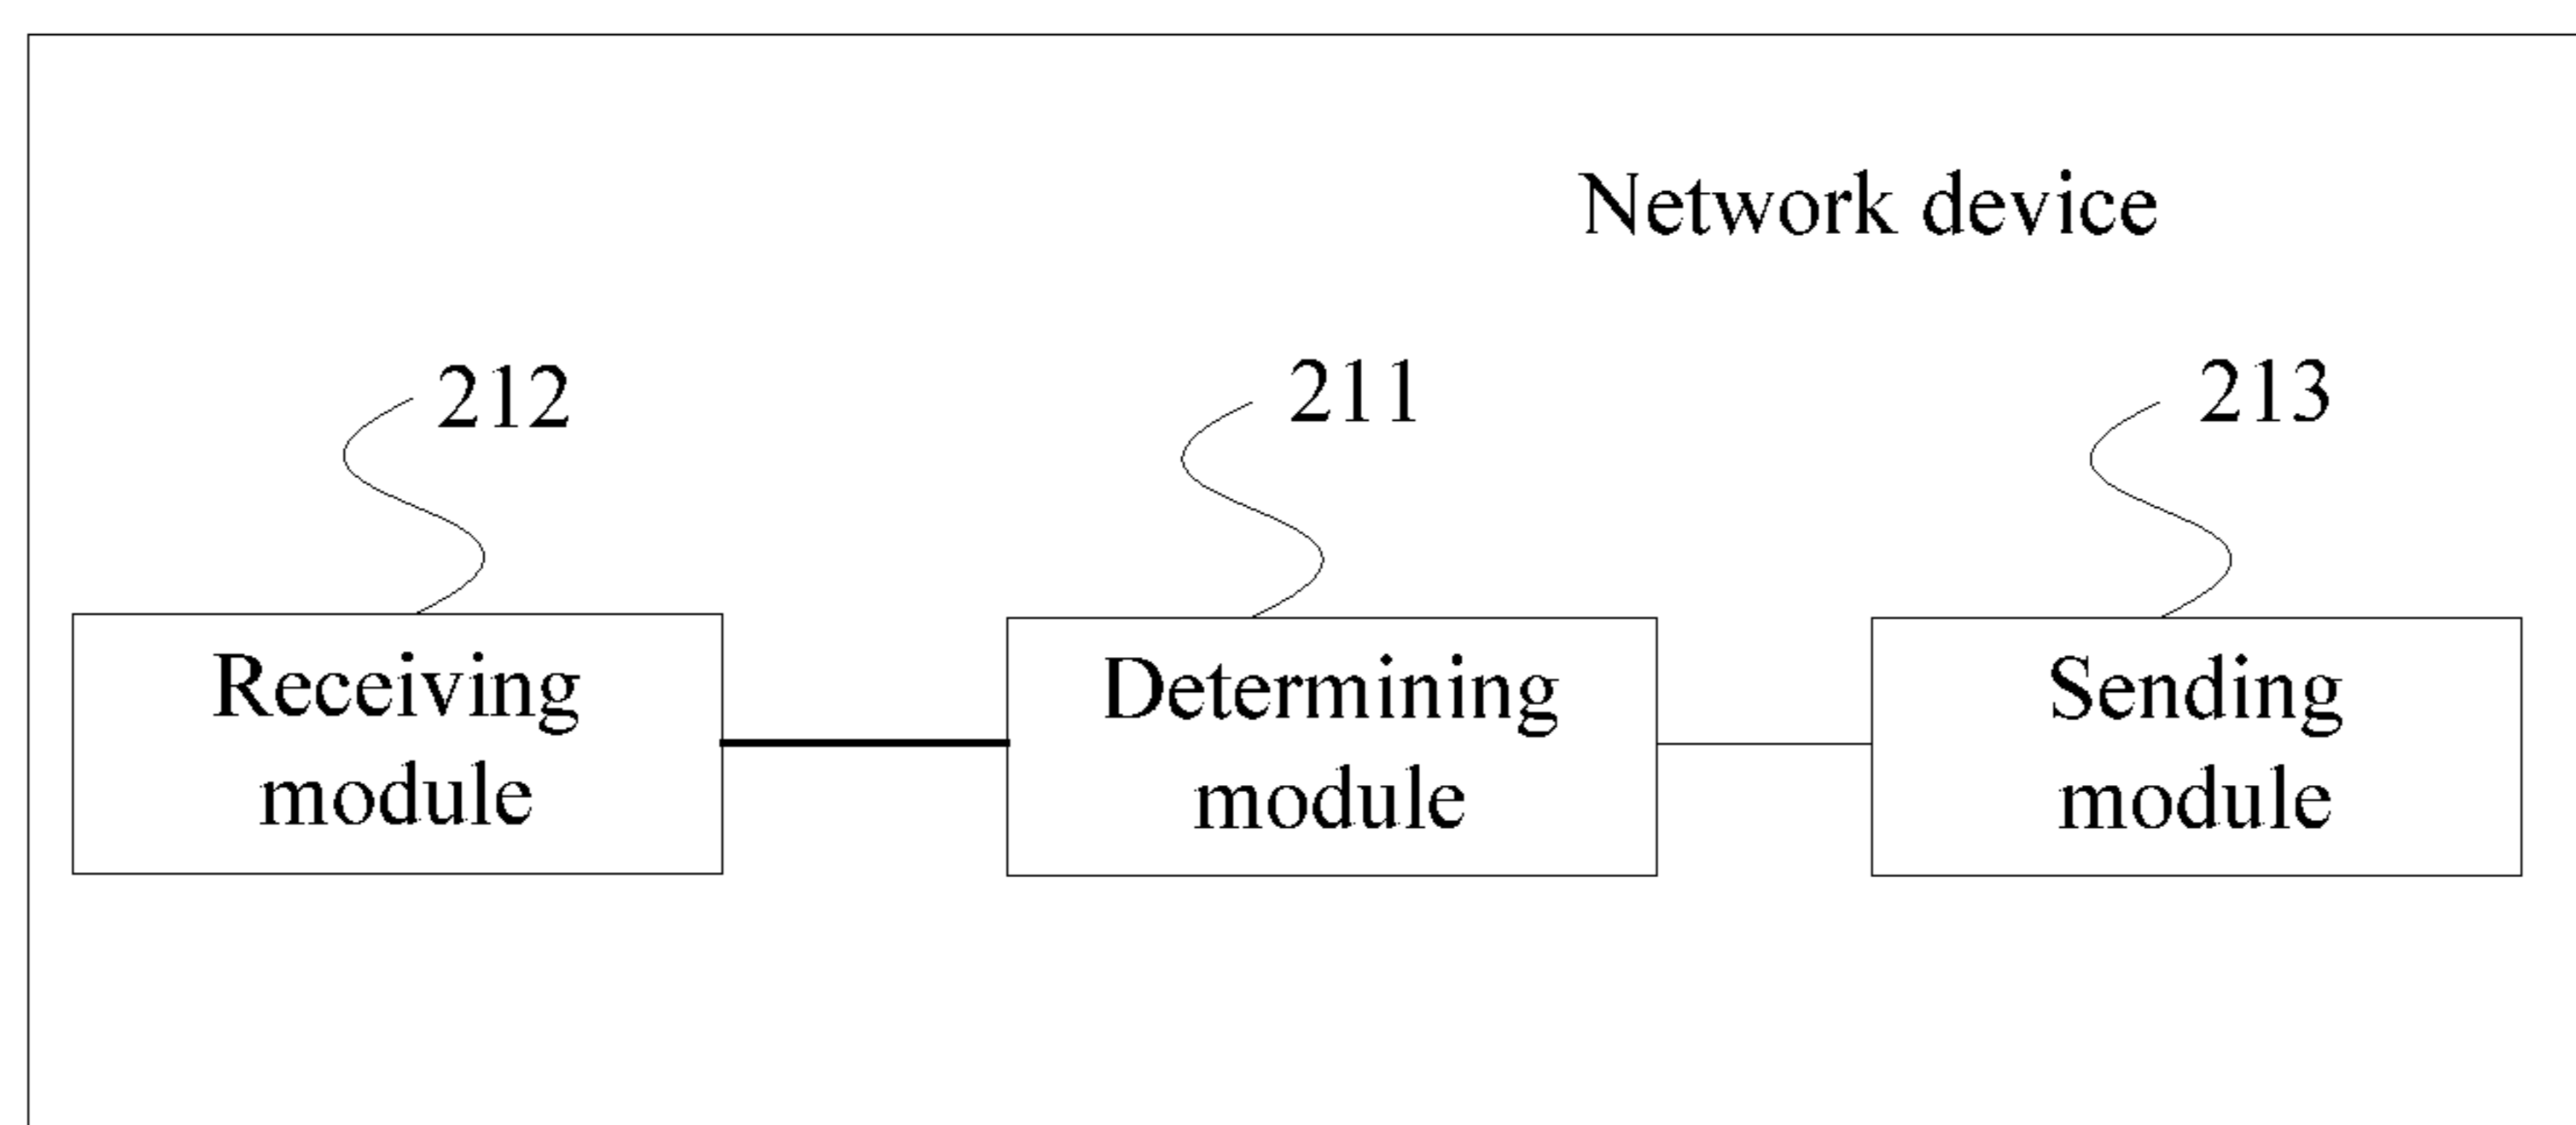 Network device
212
211
213
Receiving
module
Determining
module
Sending
module